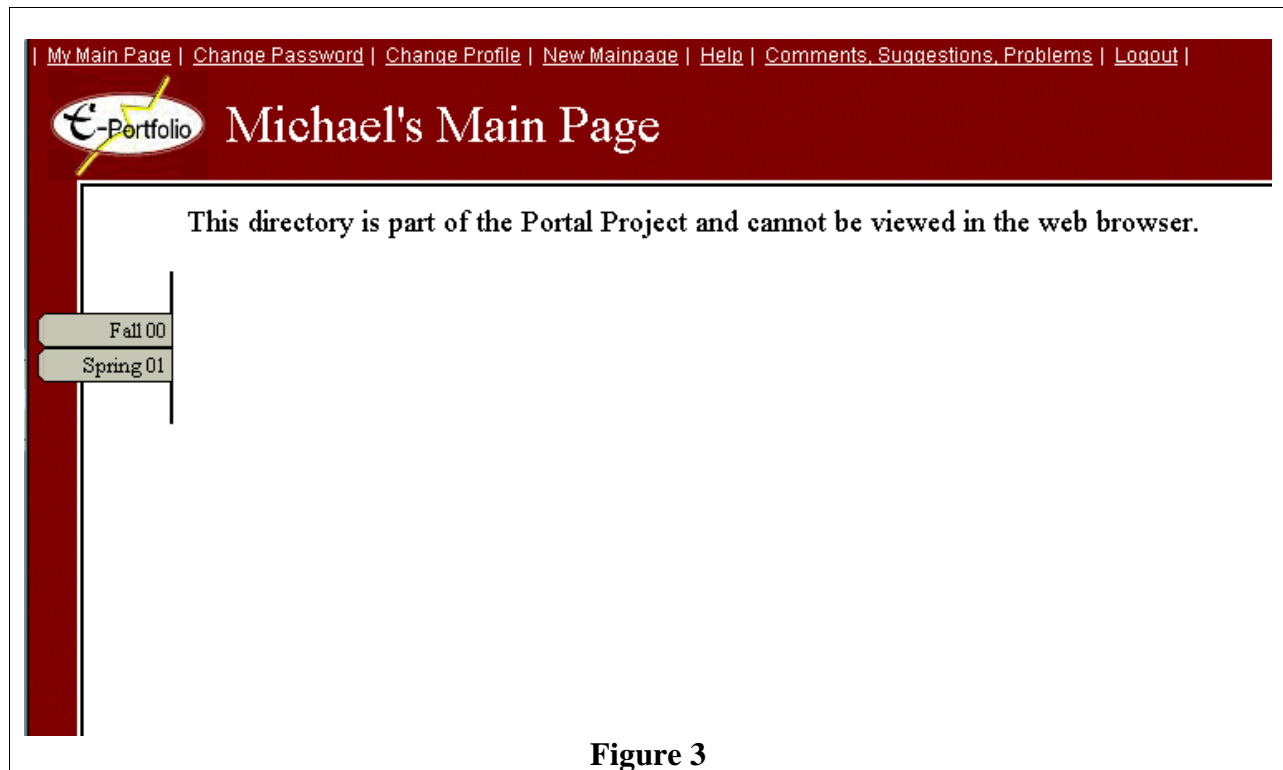 | My Main Page | Change Password | Change Profile | New Mainpage | Help | Comments, Suggestions, Problems | Logout |
E-Portfolio
Michael's Main Page
This directory is part of the Portal Project and cannot be viewed in the web browser.
Fall 00
Spring 01
Figure 3